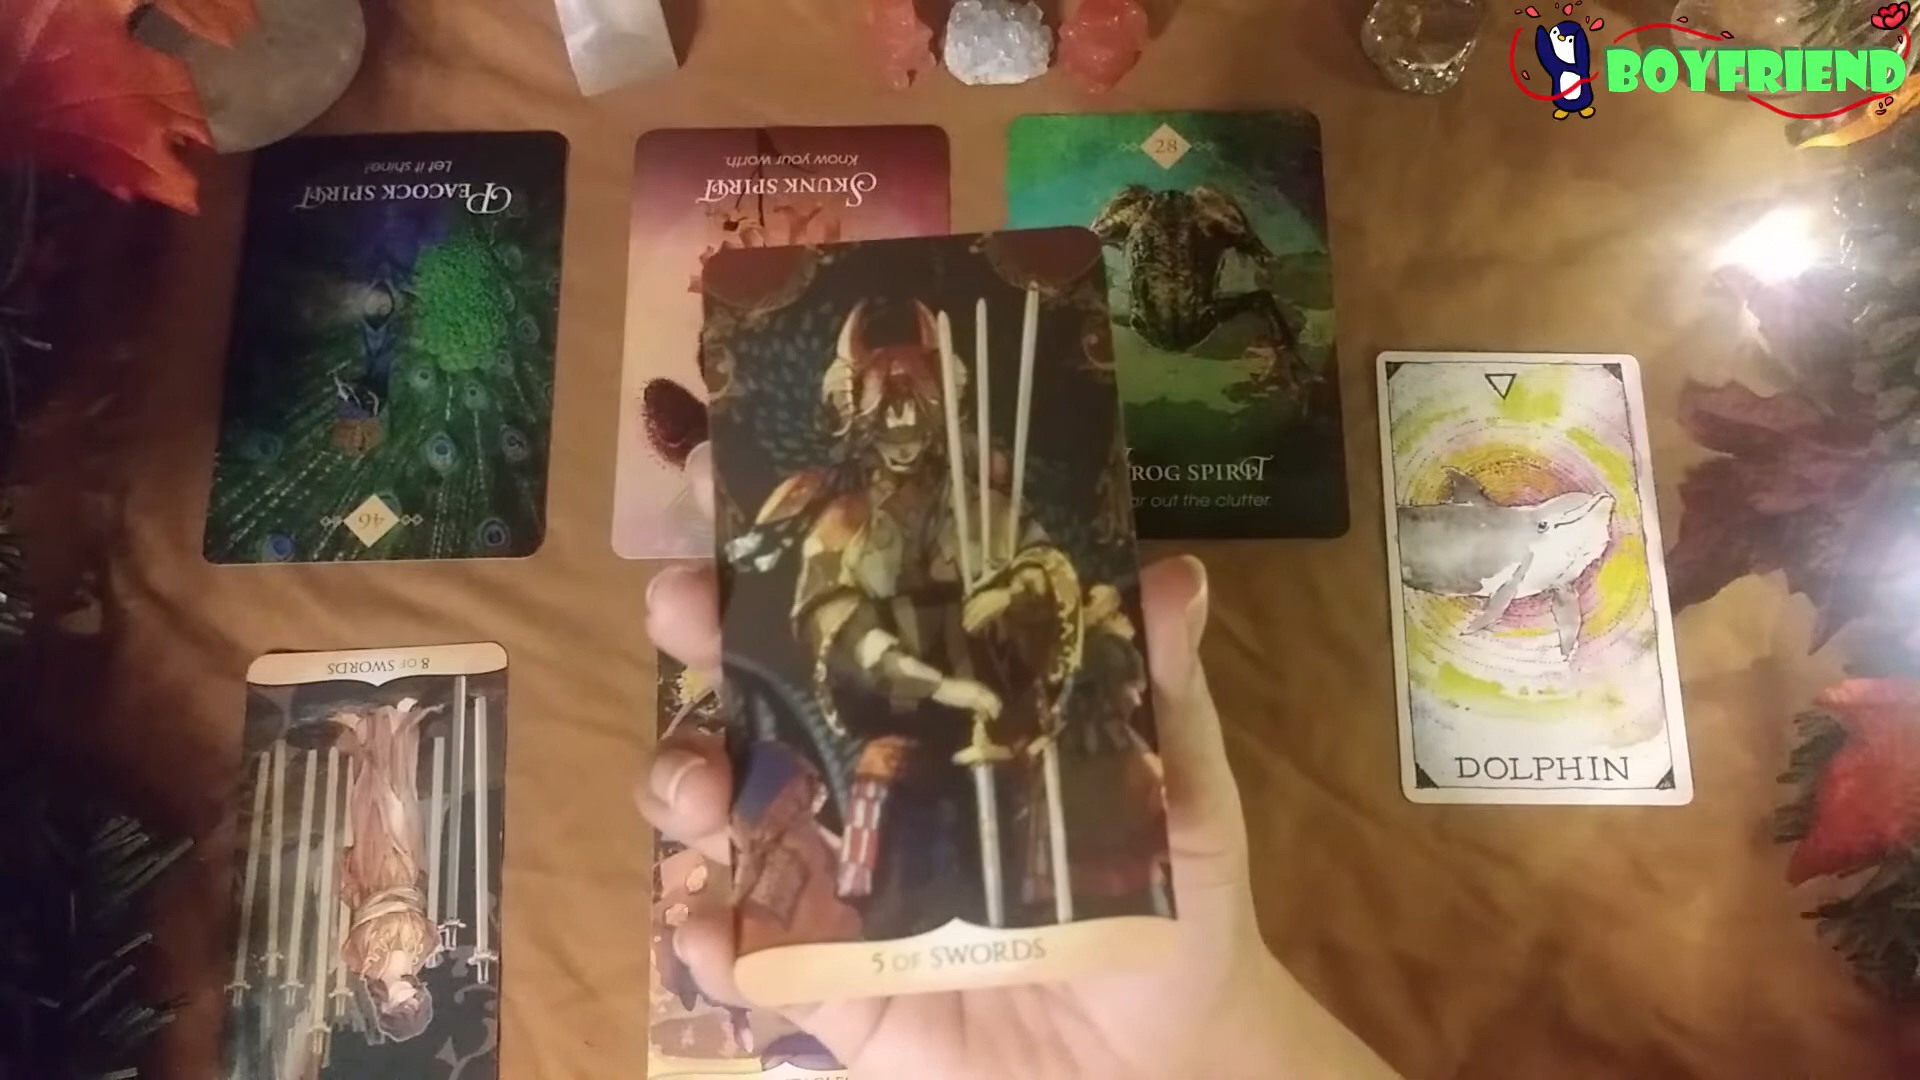 BOYFRIEND
Let it shine!
PEACOCK SPIRIT
46
Know your worth.
SKUNK SPIRIT
28
ROG SPIRIT
ar out the clutter.
DOLPHIN
8 OF SWORDS
5 OF SWORDS